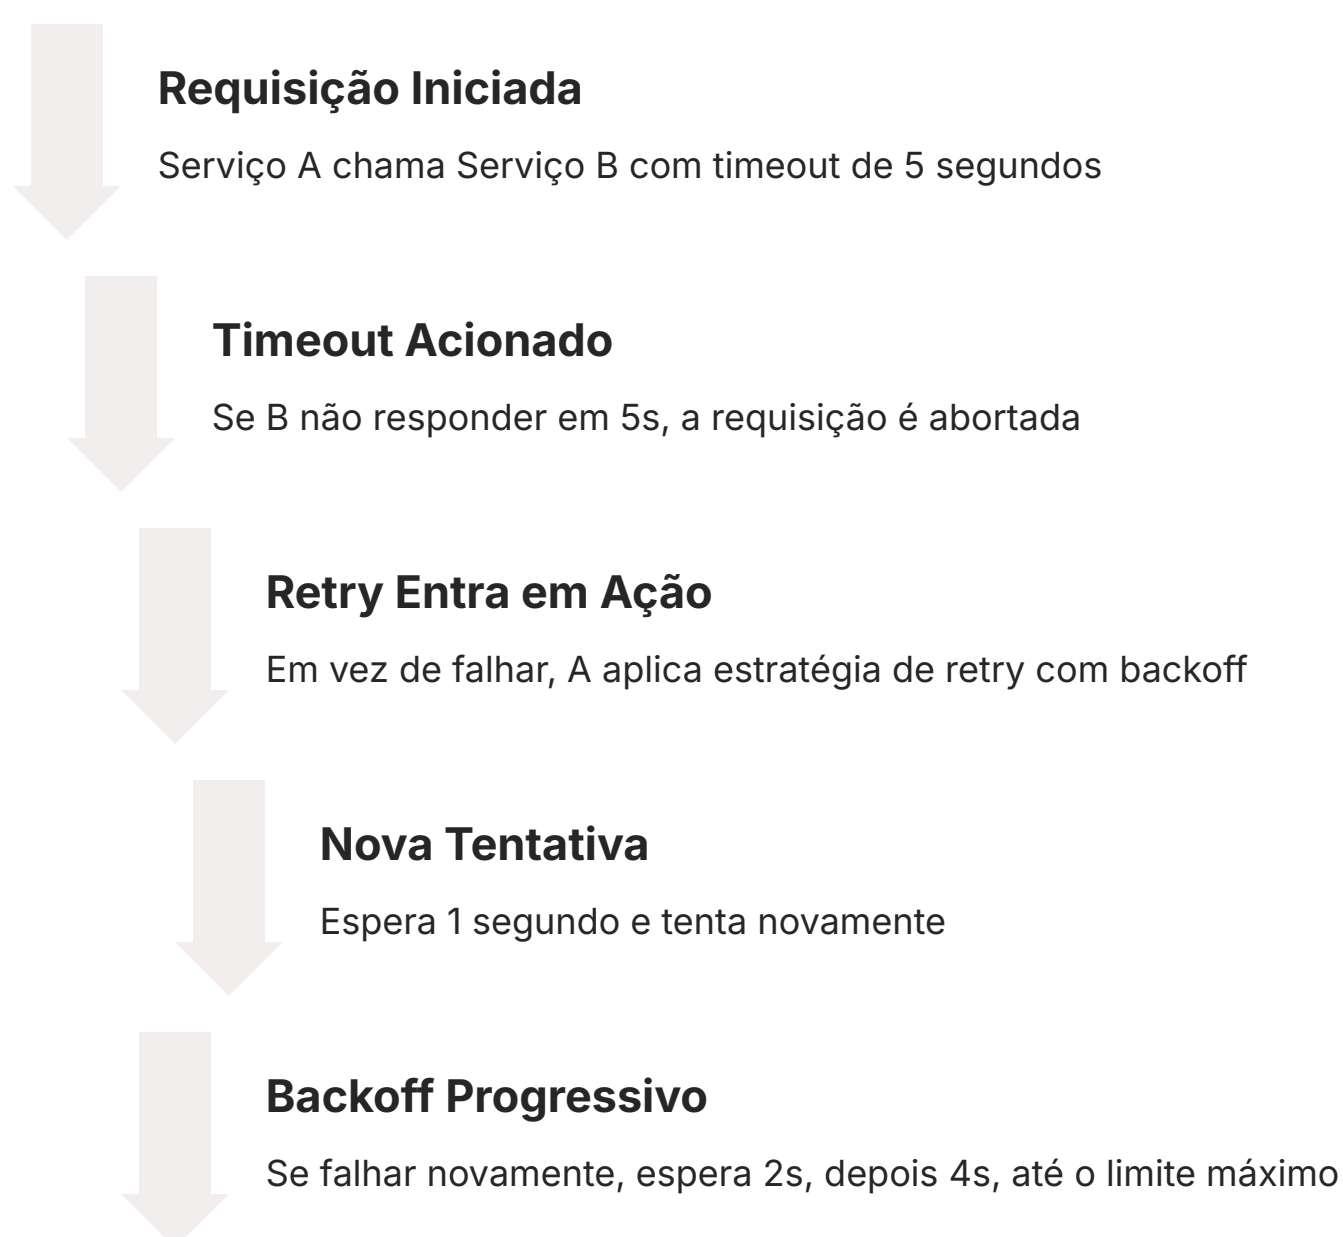 Requisição Iniciada
Serviço A chama Serviço B com timeout de 5 segundos
Timeout Acionado
Se B não responder em 5s, a requisição é abortada
Retry Entra em Ação
Em vez de falhar, A aplica estratégia de retry com backoff
Nova Tentativa
Espera 1 segundo e tenta novamente
Backoff Progressivo
Se falhar novamente, espera 2s, depois 4s, até o limite máximo